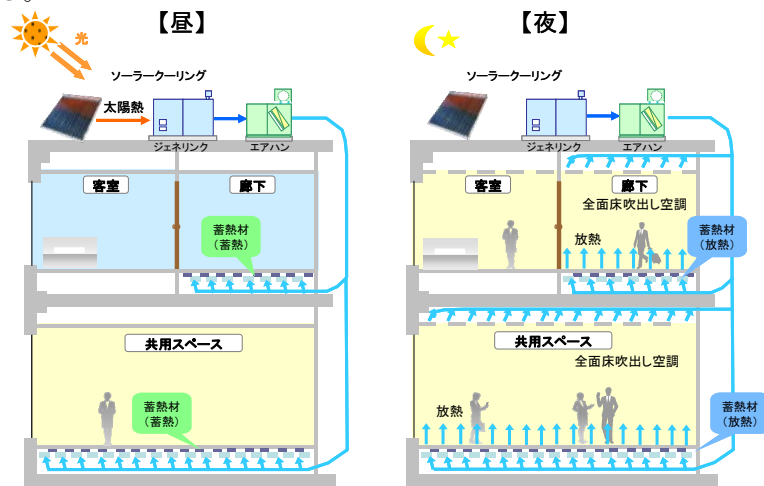 【昼】
光
ソーラークーリング
太陽熱
ジェネリンク
エアハン
客室
廊下
蓄熱材
（蓄熱）
共用スペース
蓄熱材
（蓄熱）
【夜】
ソーラークーリング
ジェネリンク
エアハン
客室
廊下
全面床吹出し空調
放熱
蓄熱材
（放熱）
共用スペース
全面床吹出し空調
放熱
蓄熱材
（放熱）